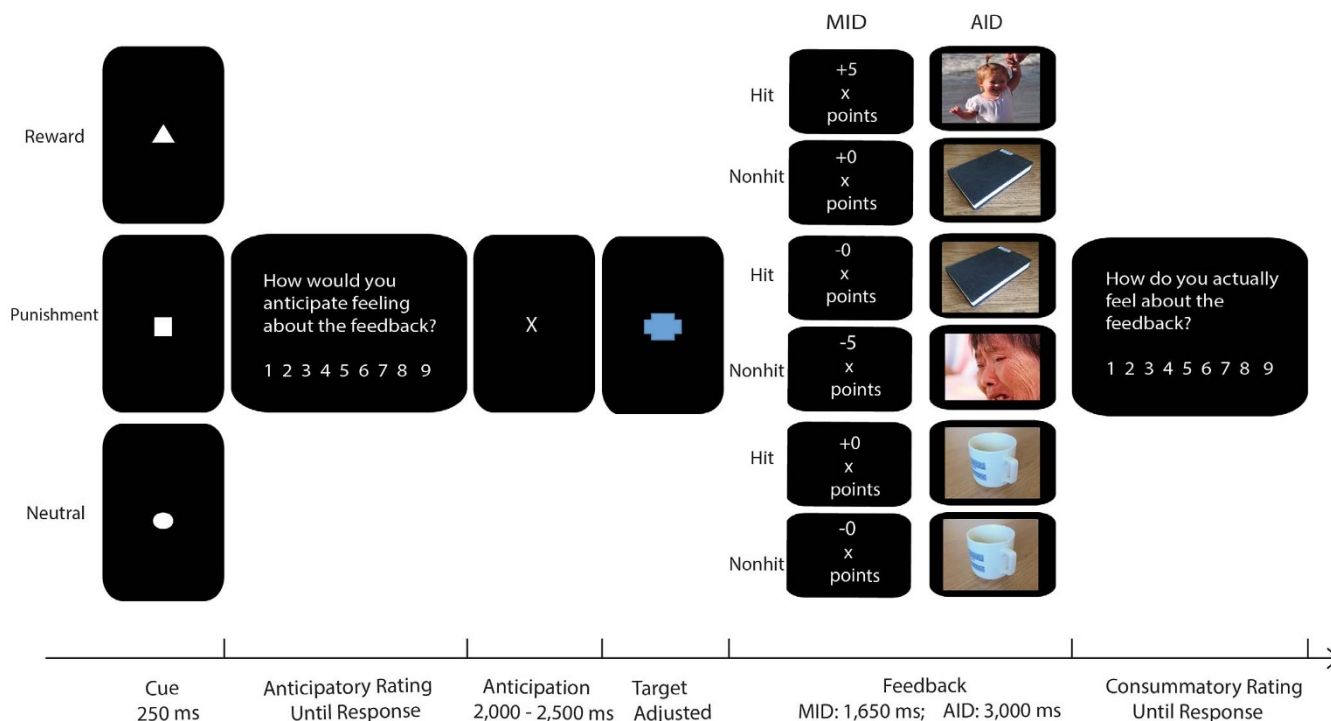 MID
AID
Reward
Punishment
Neutral
How would you
anticipate feeling
about the feedback?
1 2 3 4 5 6 7 8 9
X
Hit
+5
x
points
Nonhit
+0
x
points
Hit
-0
x
points
Nonhit
-5
x
points
Hit
+0
x
points
Nonhit
-0
x
points
How do you actually
feel about the
feedback?
1 2 3 4 5 6 7 8 9
Cue
250 ms
Anticipatory Rating
Until Response
Anticipation
2,000 - 2,500 ms
Target
Adjusted
Feedback
MID: 1,650 ms; AID: 3,000 ms
Consummatory Rating
Until Response